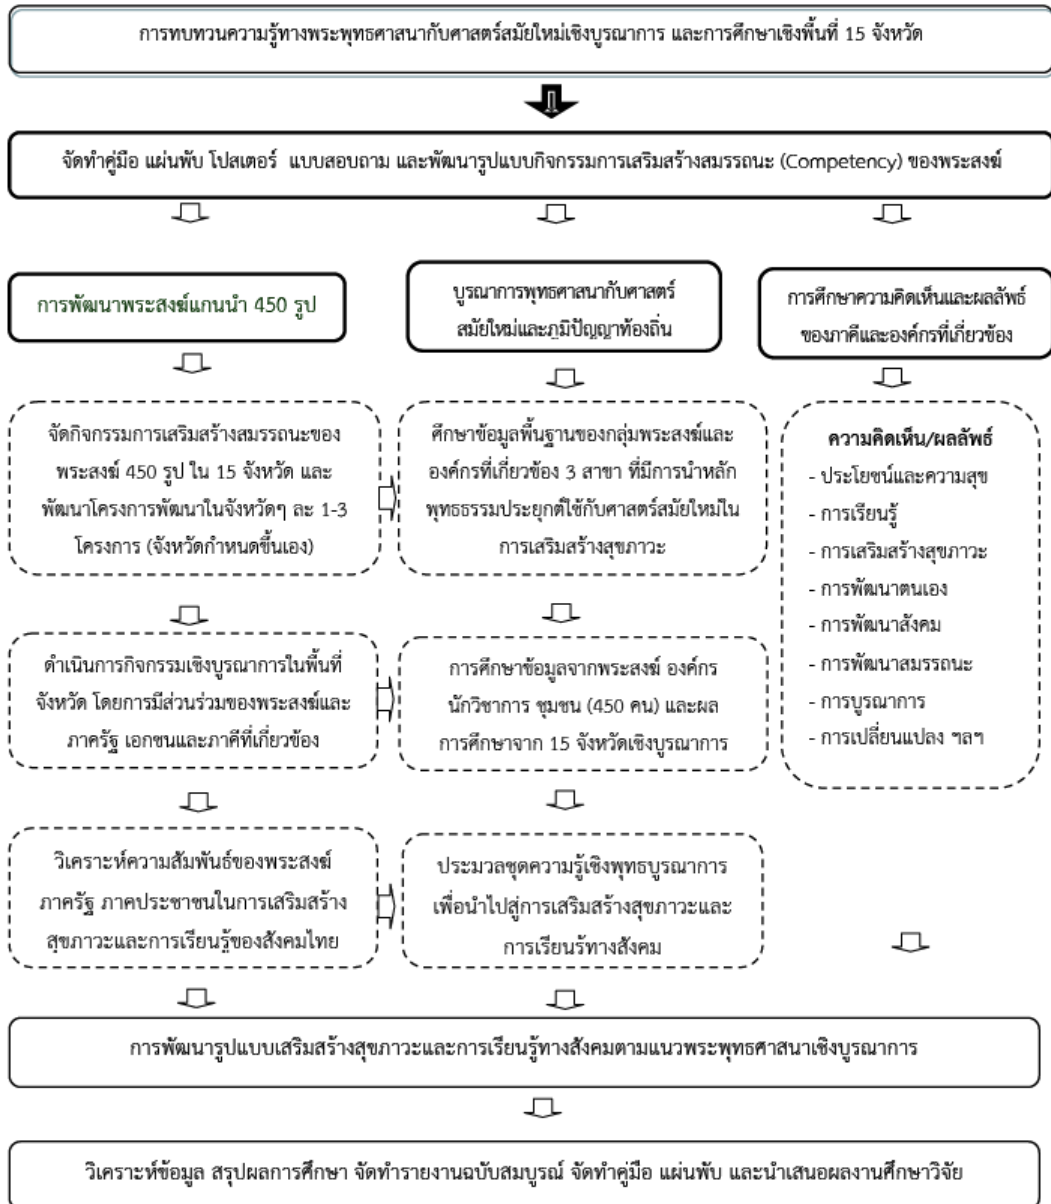 การทบทวนความรู้ทางพระพุทธศาสนากับศาสตร์สมัยใหม่เชิงบูรณาการ และการศึกษาเชิงพื้นที่ 15 จังหวัด
จัดทำคู่มือ แผ่นพับ โปสเตอร์ แบบสอบถาม และพัฒนารูปแบบกิจกรรมการเสริมสร้างสมรรถนะ (Competency) ของพระสงฆ์
การพัฒนาพระสงฆ์แกนนำ 450 รูป
บูรณาการพุทธศาสนากับศาสตร์
สมัยใหม่และภูมิปัญญาท้องถิ่น
การศึกษาความคิดเห็นและผลลัพธ์
ของภาคีและองค์กรที่เกี่ยวข้อง
จัดกิจกรรมการเสริมสร้างสมรรถนะของ
พระสงฆ์ 450 รูป ใน 15 จังหวัด และ
พัฒนาโครงการพัฒนาในจังหวัดๆ ละ 1-3
โครงการ (จังหวัดกำหนดขึ้นเอง)
ศึกษาข้อมูลพื้นฐานของกลุ่มพระสงฆ์และ
องค์กรที่เกี่ยวข้อง 3 สาขา ที่มีการนำหลัก
พุทธธรรมประยุกต์ใช้กับศาสตร์สมัยใหม่ใน
การเสริมสร้างสุขภาวะ
ความคิดเห็น/ผลลัพธ์
- ประโยชน์และความสุข
- การเรียนรู้
- การเสริมสร้างสุขภาวะ
- การพัฒนาตนเอง
- การพัฒนาสังคม
- การพัฒนาสมรรถนะ
- การบูรณาการ
- การเปลี่ยนแปลง ฯลฯ
ดำเนินการกิจกรรมเชิงบูรณาการในพื้นที่
จังหวัด โดยการมีส่วนร่วมของพระสงฆ์และ
ภาครัฐ เอกชนและภาคีที่เกี่ยวข้อง
การศึกษาข้อมูลจากพระสงฆ์ องค์กร
นักวิชาการ ชุมชน (450 คน) และผล
การศึกษาจาก 15 จังหวัดเชิงบูรณาการ
วิเคราะห์ความสัมพันธ์ของพระสงฆ์
ภาครัฐ ภาคประชาชนในการเสริมสร้าง
สุขภาวะและการเรียนรู้ของสังคมไทย
ประมวลชุดความรู้เชิงพุทธบูรณาการ
เพื่อนำไปสู่การเสริมสร้างสุขภาวะและ
การเรียนรู้ทางสังคม
การพัฒนารูปแบบเสริมสร้างสุขภาวะและการเรียนรู้ทางสังคมตามแนวพระพุทธศาสนาเชิงบูรณาการ
วิเคราะห์ข้อมูล สรุปผลการศึกษา จัดทำรายงานฉบับสมบูรณ์ จัดทำคู่มือ แผ่นพับ และนำเสนอผลงานศึกษาวิจัย